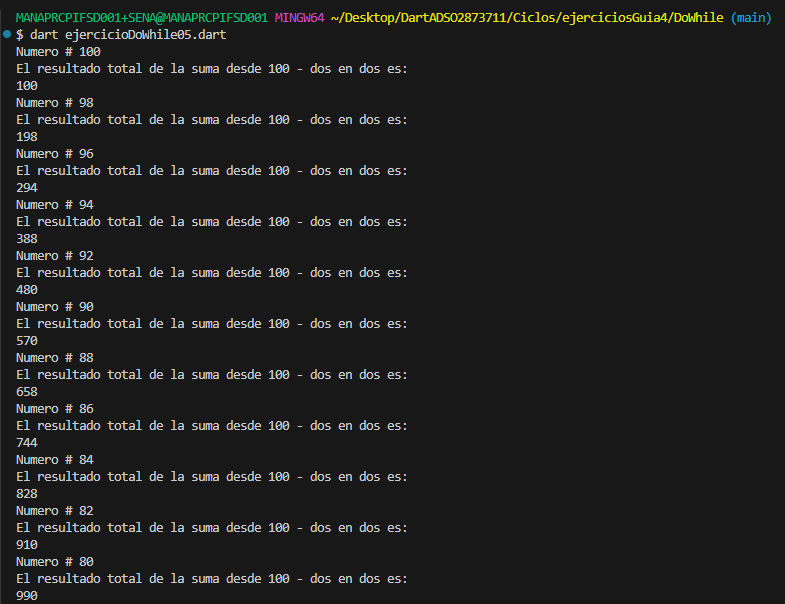 MANAPRCPIFSD001+SENA@MANAPRCPIFSD001 MINGW64 ~/Desktop/DartADSO2873711/Ciclos/ejerciciosGuia4/DoWhile (main)
$ dart ejercicioDoWhile05.dart
Numero # 100
El resultado total de la suma desde 100 - dos en dos es:
100
Numero # 98
El resultado total de la suma desde 100 - dos en dos es:
198
Numero # 96
El resultado total de la suma desde 100 - dos en dos es:
294
Numero # 94
El resultado total de la suma desde 100 - dos en dos es:
388
Numero # 92
El resultado total de la suma desde 100 - dos en dos es:
480
Numero # 90
El resultado total de la suma desde 100 - dos en dos es:
570
Numero # 88
El resultado total de la suma desde 100 - dos en dos es:
658
Numero # 86
El resultado total de la suma desde 100 - dos en dos es:
744
Numero # 84
El resultado total de la suma desde 100 - dos en dos es:
828
Numero # 82
El resultado total de la suma desde 100 - dos en dos es:
910
Numero # 80
El resultado total de la suma desde 100 - dos en dos es:
990